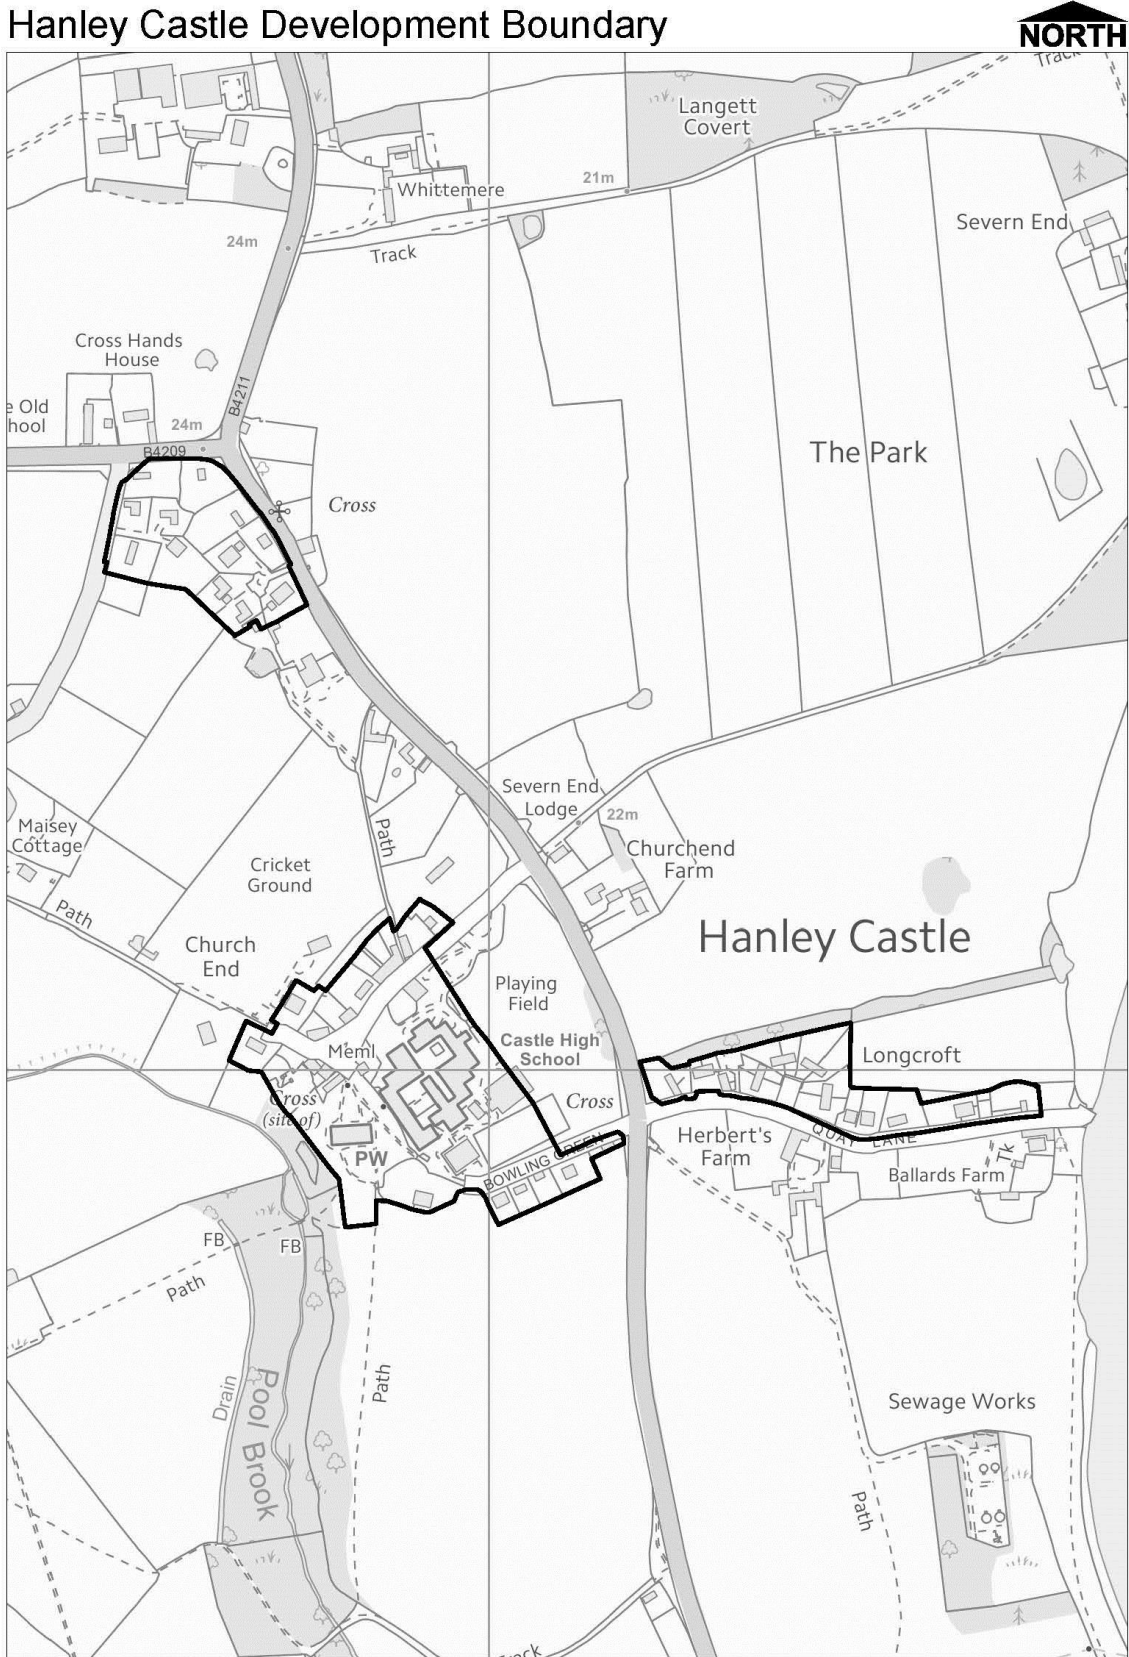 Hanley Castle Development Boundary
NORTH
Track
Langett
Covert
21m
Whittemere
Severn End
24m
Track
Cross Hands
House
B4211
e Old
hool
24m
B4209
The Park
Cross
Severn End
Lodge
22m
Maisey
Cottage
Path
Churchend
Farm
Cricket
Ground
Path
Hanley Castle
Church
End
Playing
Field
Castle High
School
Meml
Longcroft
Cross
(site of)
Cross
PW
BOWLING GREEN
Herbert's
Farm
QUAY LANE
Tk
Ballards Farm
FB
FB
Path
Path
Drain
Pool Brook
Sewage Works
Path
ck